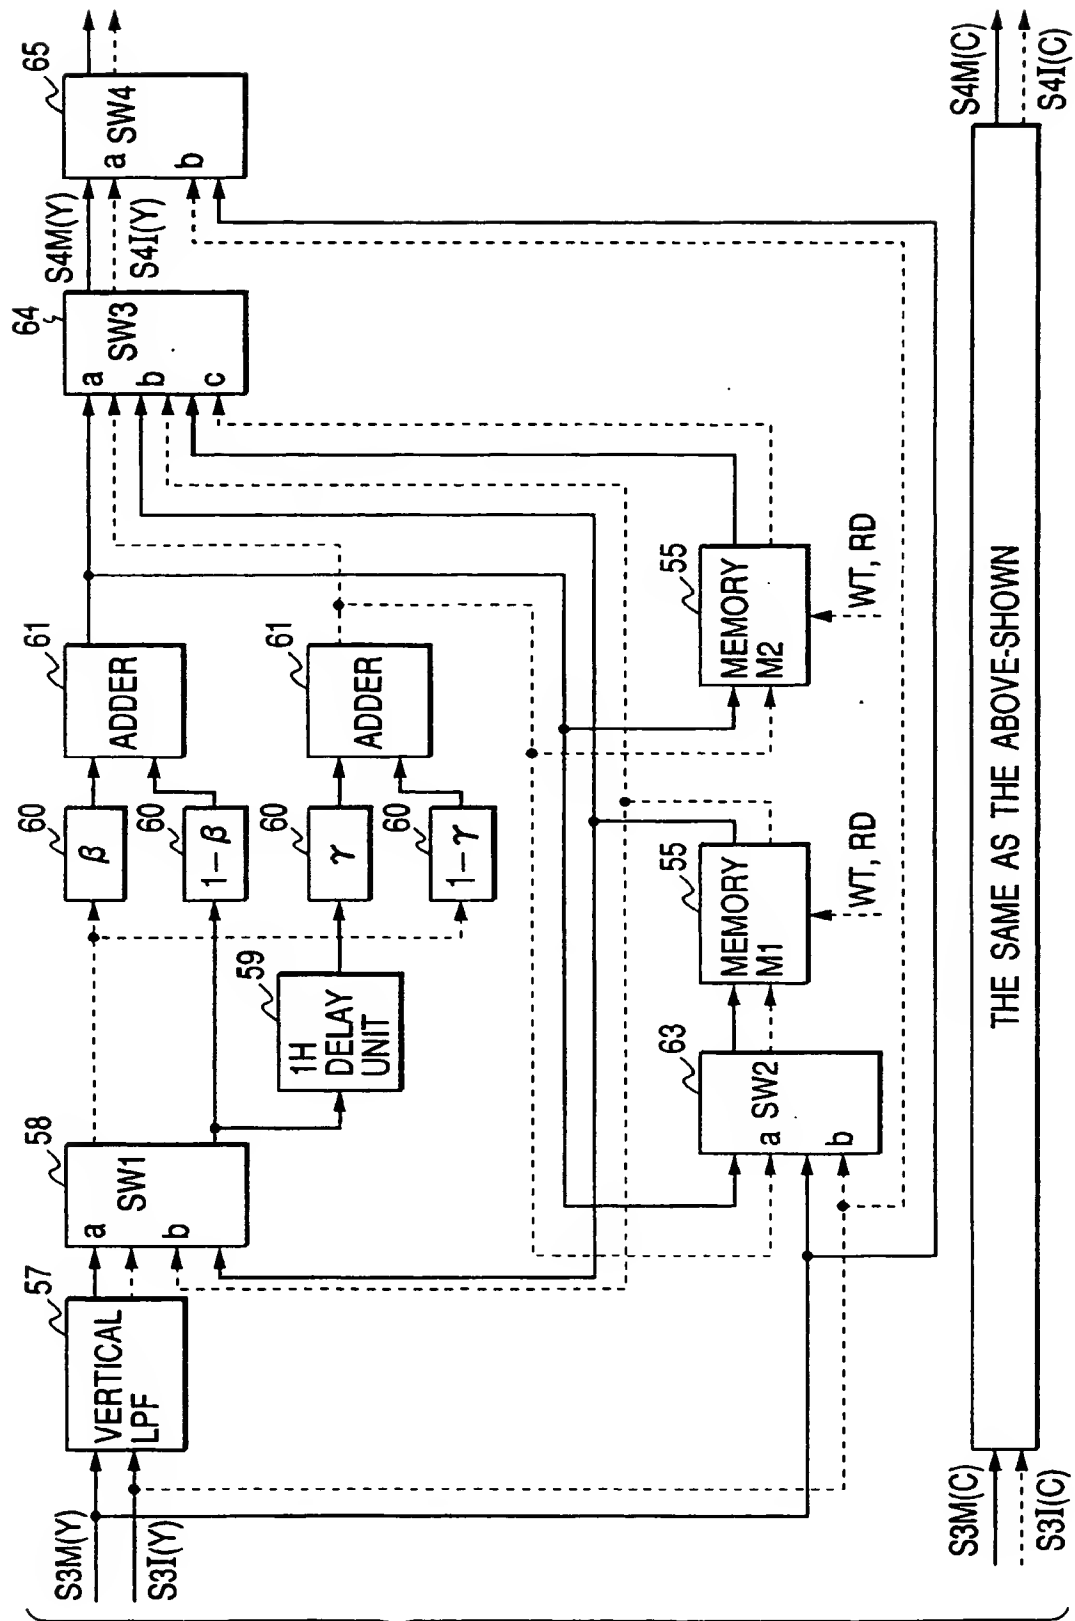 S3M(Y)
S3I(Y)
57
VERTICAL
LPF
58
a
SW1
b
59
1H
DELAY
UNIT
60
β
60
1−β
60
γ
60
1−γ
61
ADDER
61
ADDER
64
a
SW3
b
c
S4M(Y)
S4I(Y)
65
a SW4
b
63
a SW2
b
55
MEMORY
M1
WT, RD
55
MEMORY
M2
WT, RD
S3M(C)
S3I(C)
THE SAME AS THE ABOVE-SHOWN
S4M(C)
S4I(C)